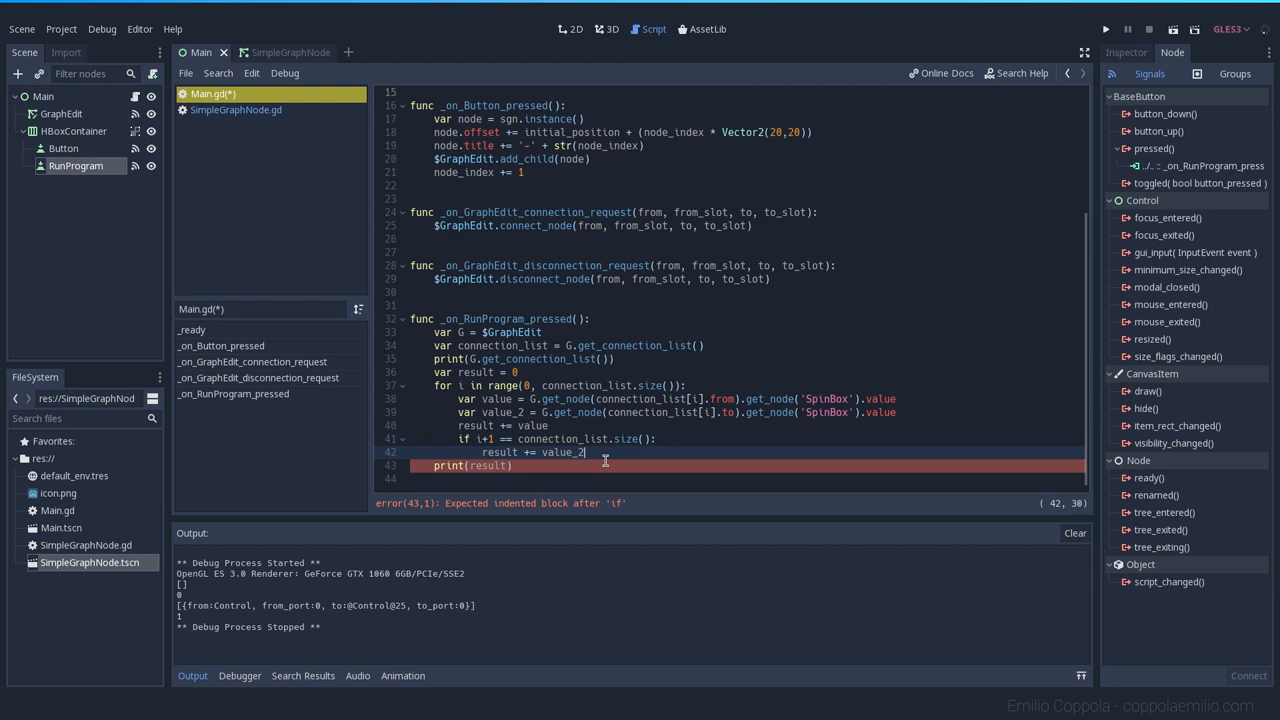 Scene Project Debug Editor Help
2D 3D Script AssetLib
GLES3
Scene Import
Filter nodes
Main
GraphEdit
HBoxContainer
Button
RunProgram
FileSystem
res://SimpleGraphNod
Search files
Favorites:
res://
default_env.tres
icon.png
Main.gd
Main.tscn
SimpleGraphNode.gd
SimpleGraphNode.tscn
Main SimpleGraphNode
File Search Edit Debug
Online Docs Search Help
Main.gd(*)
SimpleGraphNode.gd
Main.gd(*)
_ready
_on_Button_pressed
_on_GraphEdit_connection_request
_on_GraphEdit_disconnection_request
_on_RunProgram_pressed
15
16 func _on_Button_pressed():
17 var node = sgn.instance()
18 node.offset += initial_position + (node_index * Vector2(20,20))
19 node.title += '-' + str(node_index)
20 $GraphEdit.add_child(node)
21 node_index += 1
22
23
24 func _on_GraphEdit_connection_request(from, from_slot, to, to_slot):
25 $GraphEdit.connect_node(from, from_slot, to, to_slot)
26
27
28 func _on_GraphEdit_disconnection_request(from, from_slot, to, to_slot):
29 $GraphEdit.disconnect_node(from, from_slot, to, to_slot)
30
31
32 func _on_RunProgram_pressed():
33 var G = $GraphEdit
34 var connection_list = G.get_connection_list()
35 print(G.get_connection_list())
36 var result = 0
37 for i in range(0, connection_list.size()):
38 var value = G.get_node(connection_list[i].from).get_node('SpinBox').value
39 var value_2 = G.get_node(connection_list[i].to).get_node('SpinBox').value
40 result += value
41 if i+1 == connection_list.size():
42 result += value_2
43 print(result)
44
error(43,1): Expected indented block after 'if' ( 42, 30)
Output: Clear
** Debug Process Started **
OpenGL ES 3.0 Renderer: GeForce GTX 1060 6GB/PCIe/SSE2
[]
0
[{from:Control, from_port:0, to:@Control@25, to_port:0}]
1
** Debug Process Stopped **
Output Debugger Search Results Audio Animation
Inspector Node
Signals Groups
BaseButton
button_down()
button_up()
pressed()
../.. :: _on_RunProgram_press
toggled( bool button_pressed )
Control
focus_entered()
focus_exited()
gui_input( InputEvent event )
minimum_size_changed()
modal_closed()
mouse_entered()
mouse_exited()
resized()
size_flags_changed()
CanvasItem
draw()
hide()
item_rect_changed()
visibility_changed()
Node
ready()
renamed()
tree_entered()
tree_exited()
tree_exiting()
Object
script_changed()
Connect
Emilio Coppola - coppolaemilio.com